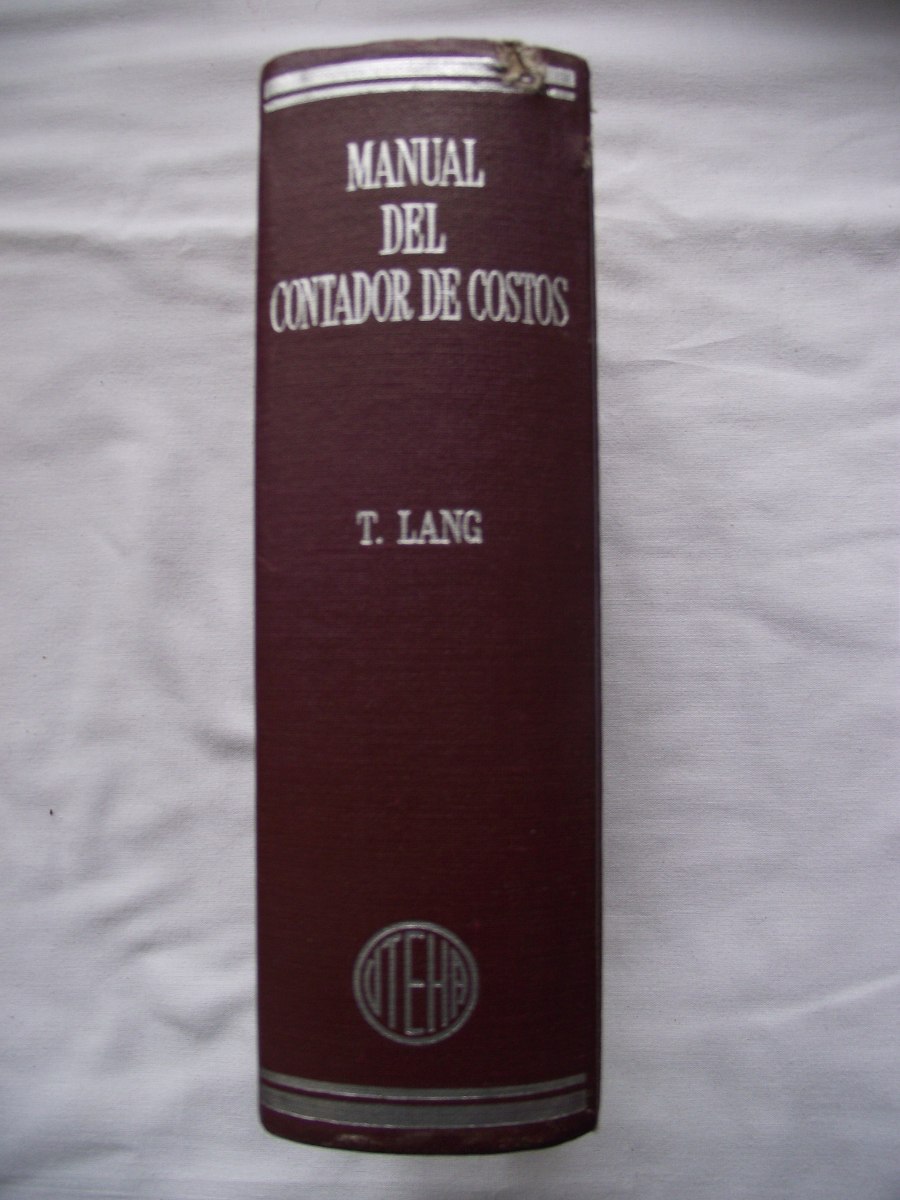 MANUAL
DEL
CONTADOR DE COSTOS
T. LANG
UTEHA